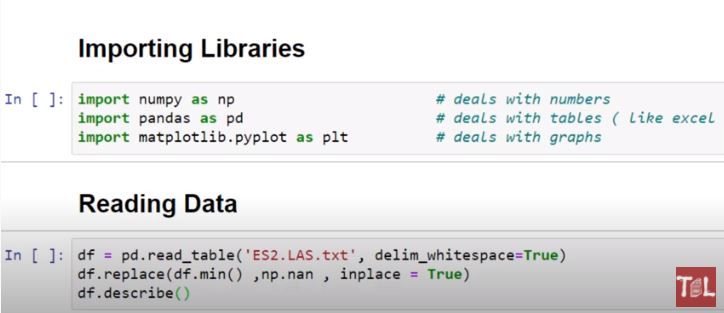 Importing Libraries
In [ ]: import numpy as np # deals with numbers
import pandas as pd # deals with tables ( like excel
import matplotlib.pyplot as plt # deals with graphs
Reading Data
In [ ]: df = pd.read_table('ES2.LAS.txt', delim_whitespace=True)
df.replace(df.min() ,np.nan , inplace = True)
df.describe()